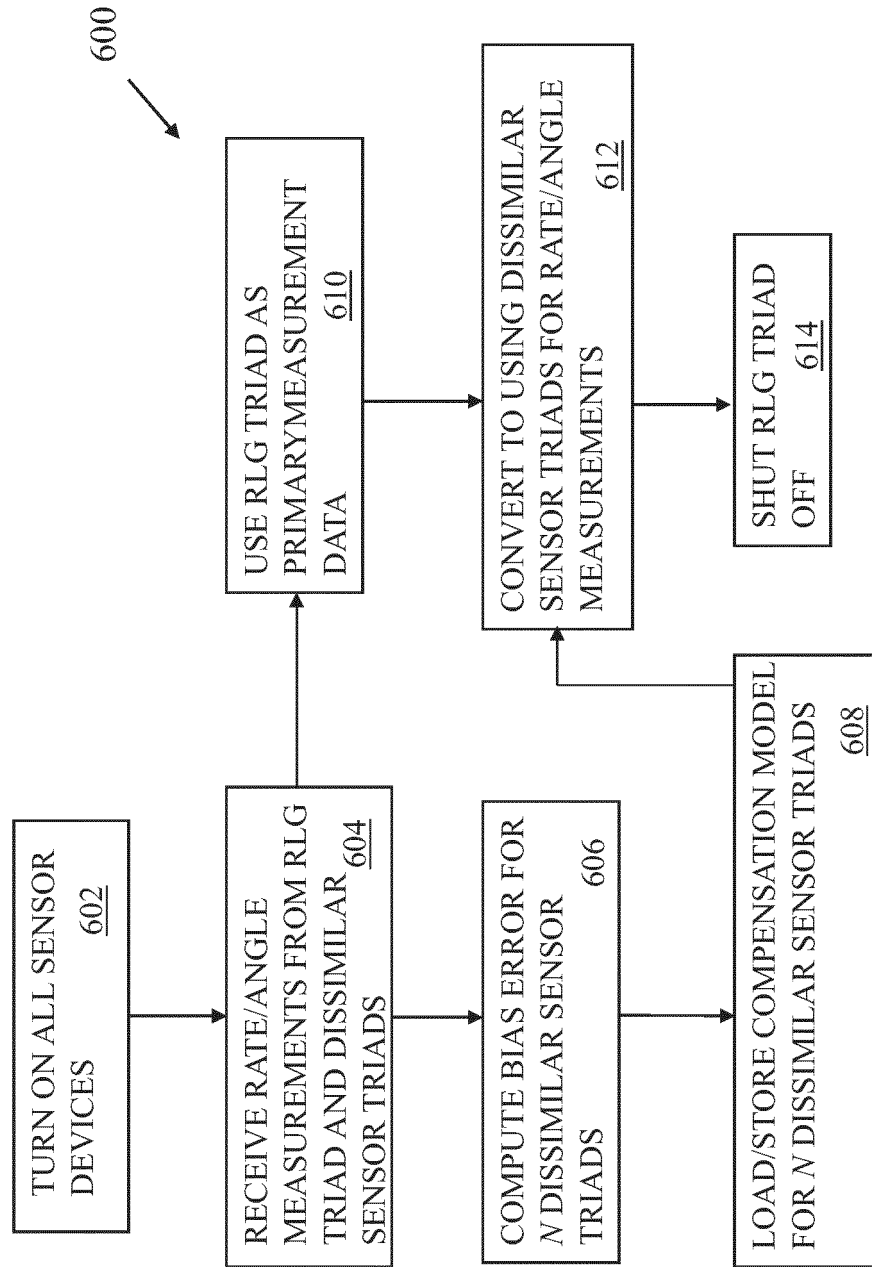 600
TURN ON ALL SENSOR
DEVICES
602
RECEIVE RATE/ANGLE
MEASUREMENTS FROM RLG
TRIAD AND DISSIMILAR
SENSOR TRIADS
604
COMPUTE BIAS ERROR FOR
N DISSIMILAR SENSOR
TRIADS
606
LOAD/STORE COMPENSATION MODEL
FOR N DISSIMILAR SENSOR TRIADS
608
USE RLG TRIAD AS
PRIMARYMEASUREMENT
DATA
610
CONVERT TO USING DISSIMILAR
SENSOR TRIADS FOR RATE/ANGLE
MEASUREMENTS
612
SHUT RLG TRIAD
OFF
614